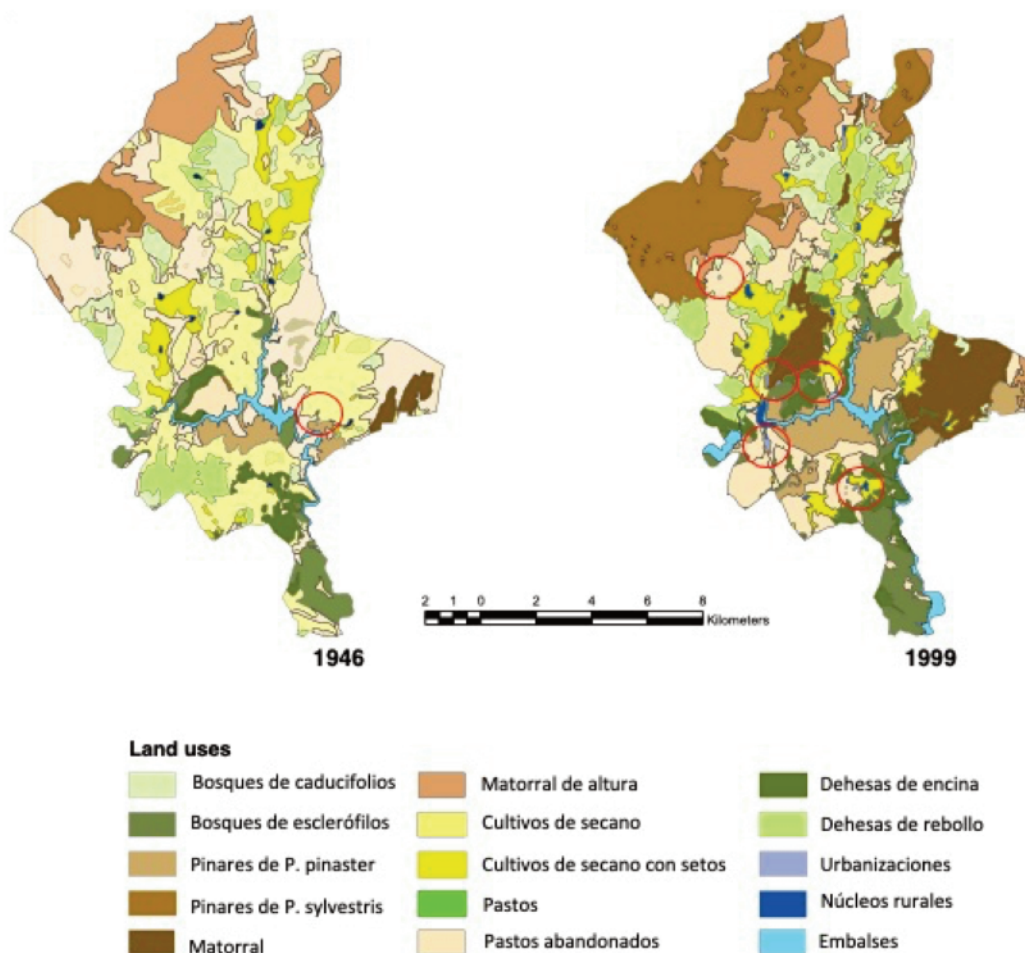 2 1 0 2 4 6 8
Kilometers
1946
1999
Land uses
Bosques de caducifolios
Bosques de esclerófilos
Pinares de P. pinaster
Pinares de P. sylvestris
Matorral
Matorral de altura
Cultivos de secano
Cultivos de secano con setos
Pastos
Pastos abandonados
Dehesas de encina
Dehesas de rebollo
Urbanizaciones
Núcleos rurales
Embalses